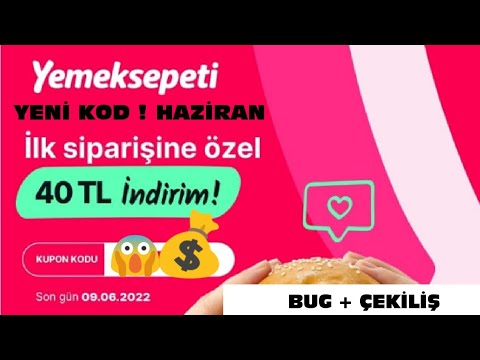 Yemeksepeti
YENİ KOD ! HAZİRAN
İlk siparişine özel
40 TL İndirim!
KUPON KODU
Son gün 09.06.2022
BUG + ÇEKİLİŞ